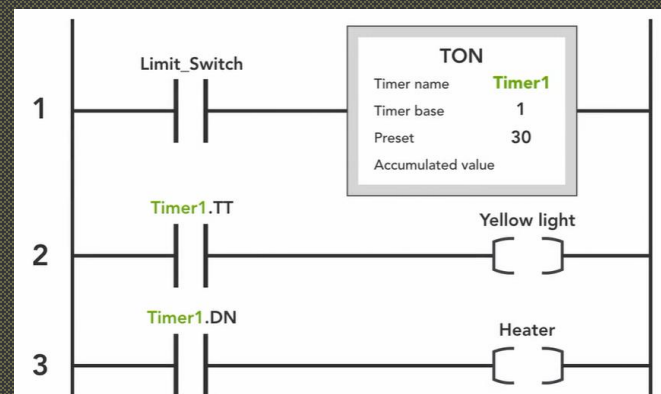 Limit_Switch
TON
Timer name Timer1
1
Timer base 1
Preset 30
Accumulated value
Timer1.TT
Yellow light
2
Timer1.DN
Heater
3